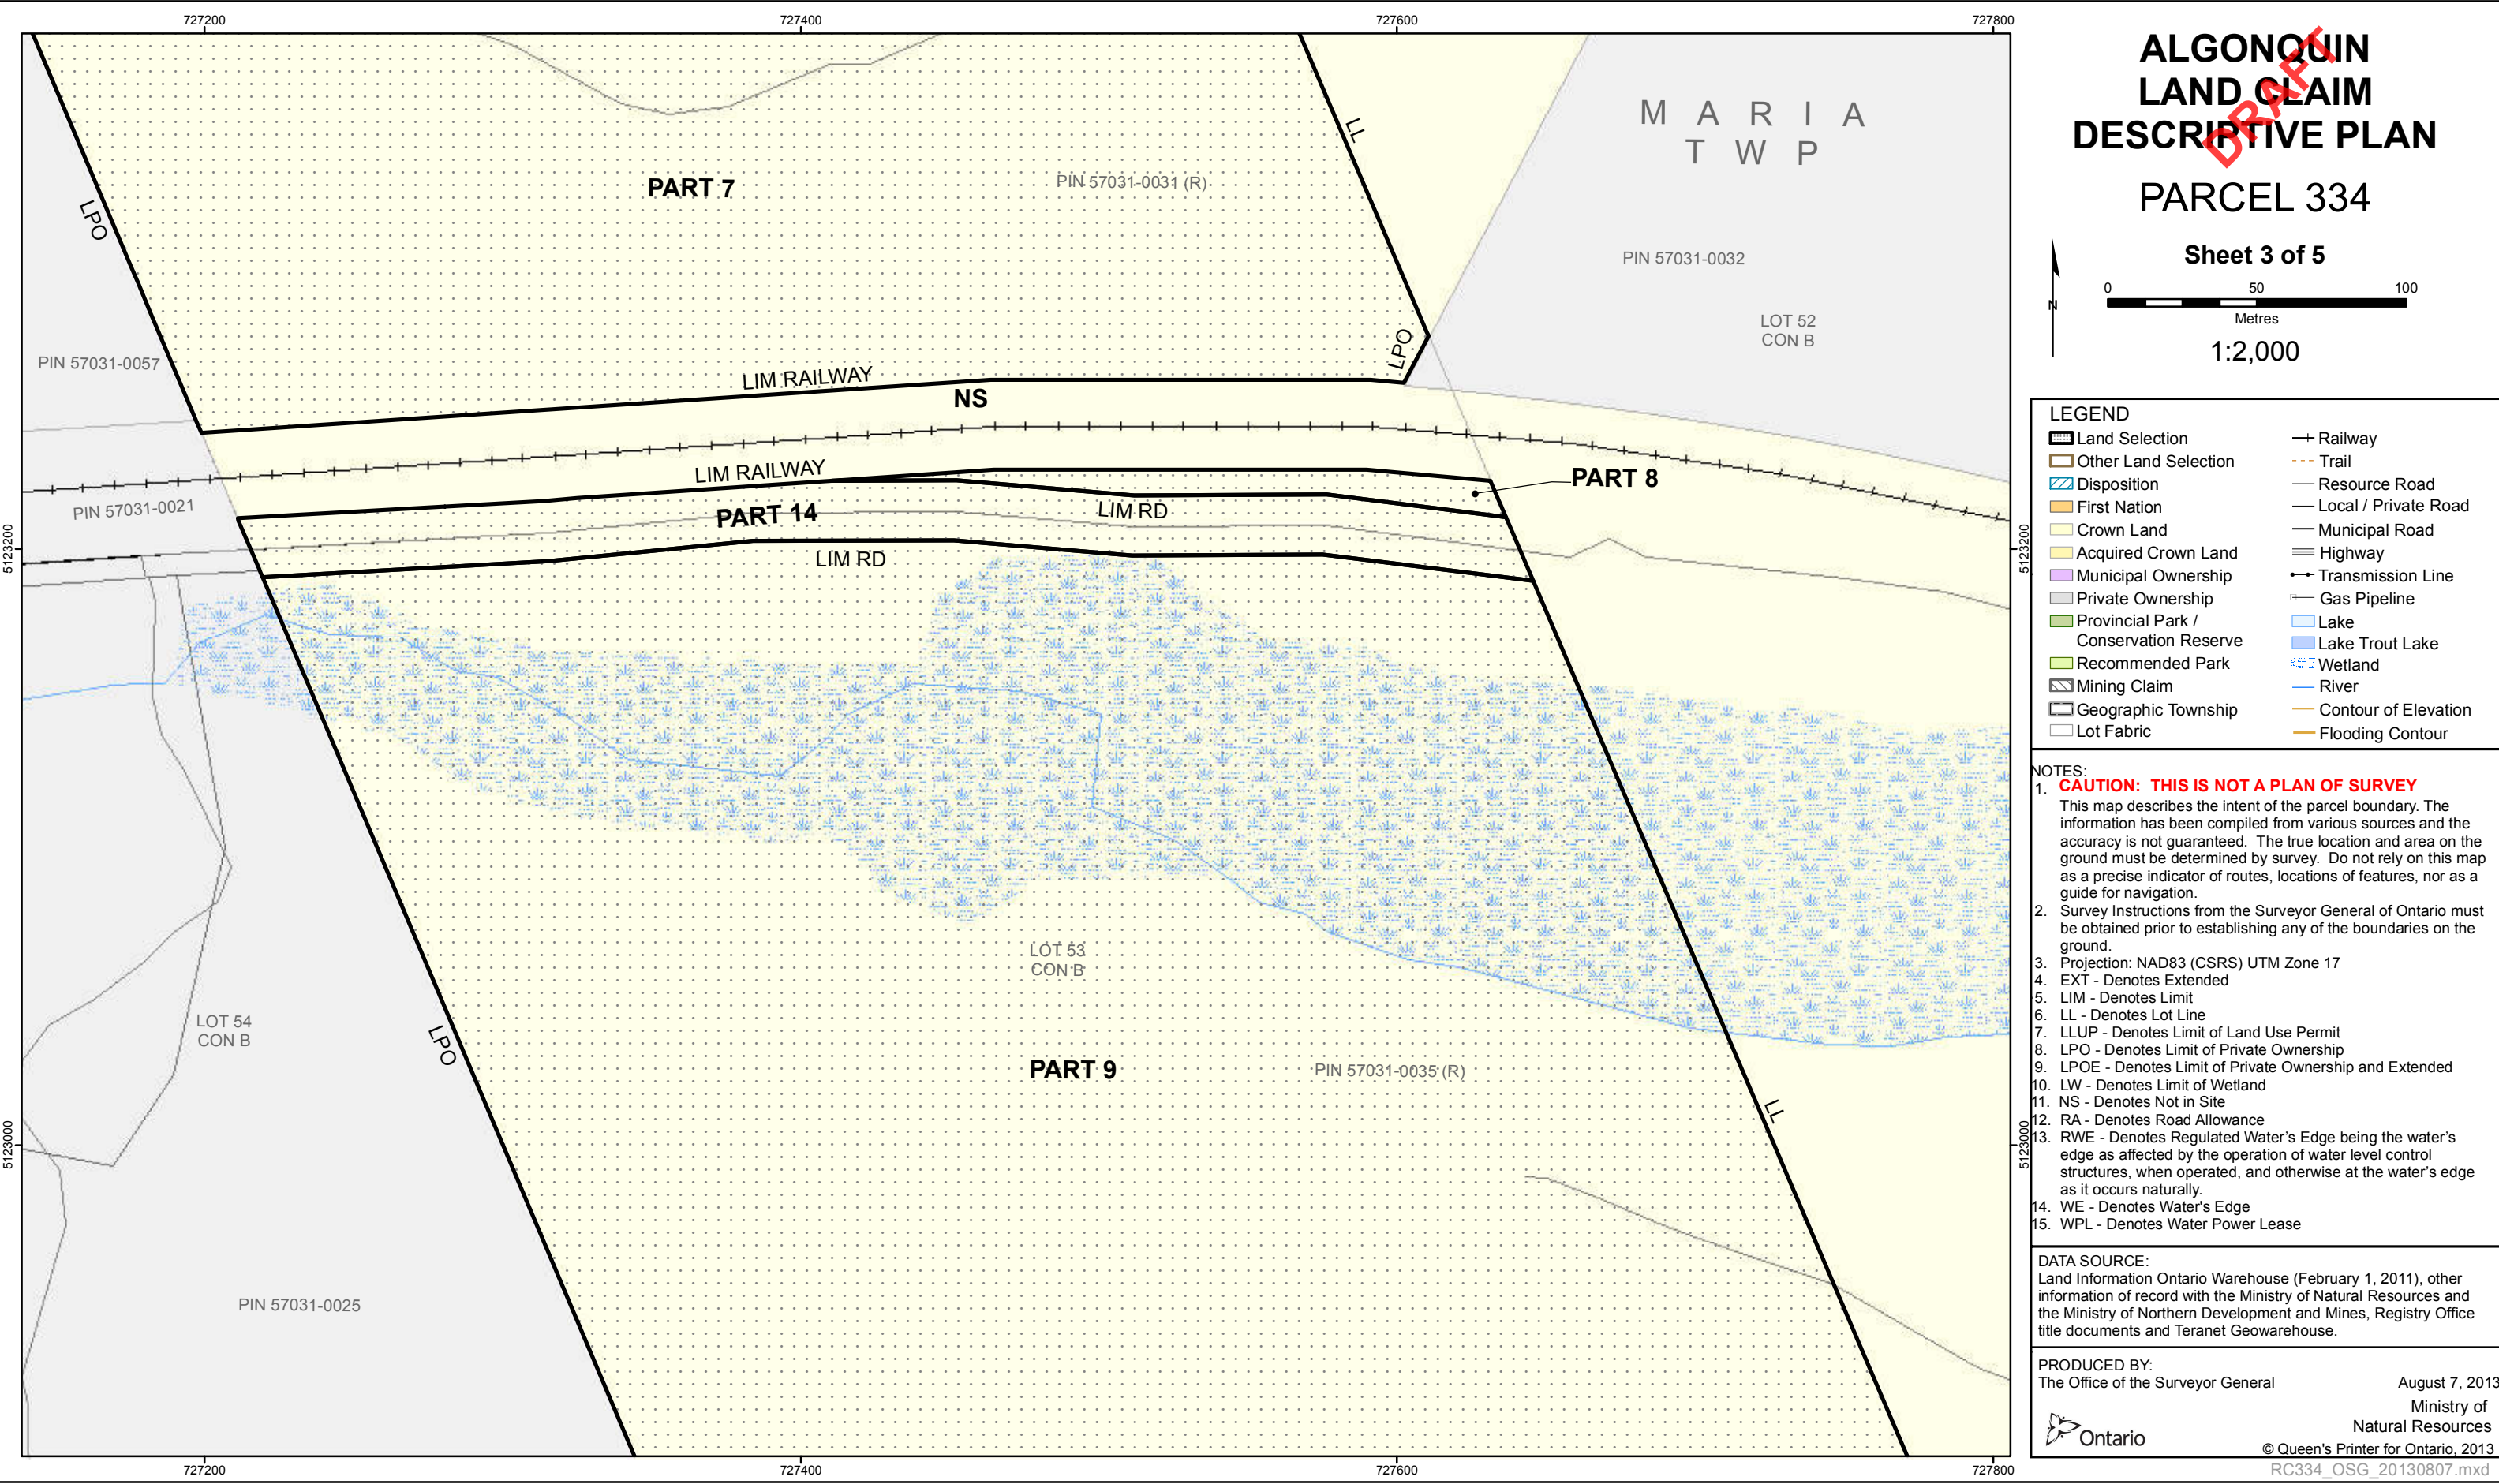 727200
727400
727600
727800
ALGONQUIN
LAND CLAIM
DESCRIPTIVE PLAN
DRAFT
PARCEL 334
Sheet 3 of 5
N
0 50 100
Metres
1:2,000
MARIA
TWP
PART 7
PIN 57031-0031 (R)
LL
LPO
PIN 57031-0032
LOT 52
CON B
PIN 57031-0057
LPO
LIM RAILWAY
NS
LIM RAILWAY
PART 8
PIN 57031-0021
PART 14
LIM RD
LIM RD
5123200
5123200
LOT 53
CON B
LOT 54
CON B
LPO
PART 9
PIN 57031-0035 (R)
LL
5123000
5123000
PIN 57031-0025
727200
727400
727600
727800
LEGEND
Land Selection
Other Land Selection
Disposition
First Nation
Crown Land
Acquired Crown Land
Municipal Ownership
Private Ownership
Provincial Park /
Conservation Reserve
Recommended Park
Mining Claim
Geographic Township
Lot Fabric
Railway
Trail
Resource Road
Local / Private Road
Municipal Road
Highway
Transmission Line
Gas Pipeline
Lake
Lake Trout Lake
Wetland
River
Contour of Elevation
Flooding Contour
NOTES:
1. CAUTION: THIS IS NOT A PLAN OF SURVEY
This map describes the intent of the parcel boundary. The
information has been compiled from various sources and the
accuracy is not guaranteed. The true location and area on the
ground must be determined by survey. Do not rely on this map
as a precise indicator of routes, locations of features, nor as a
guide for navigation.
2. Survey Instructions from the Surveyor General of Ontario must
be obtained prior to establishing any of the boundaries on the
ground.
3. Projection: NAD83 (CSRS) UTM Zone 17
4. EXT - Denotes Extended
5. LIM - Denotes Limit
6. LL - Denotes Lot Line
7. LLUP - Denotes Limit of Land Use Permit
8. LPO - Denotes Limit of Private Ownership
9. LPOE - Denotes Limit of Private Ownership and Extended
10. LW - Denotes Limit of Wetland
11. NS - Denotes Not in Site
12. RA - Denotes Road Allowance
13. RWE - Denotes Regulated Water's Edge being the water's
edge as affected by the operation of water level control
structures, when operated, and otherwise at the water's edge
as it occurs naturally.
14. WE - Denotes Water's Edge
15. WPL - Denotes Water Power Lease
DATA SOURCE:
Land Information Ontario Warehouse (February 1, 2011), other
information of record with the Ministry of Natural Resources and
the Ministry of Northern Development and Mines, Registry Office
title documents and Teranet Geowarehouse.
PRODUCED BY:
The Office of the Surveyor General
August 7, 2013
Ministry of
Natural Resources
Ontario
© Queen's Printer for Ontario, 2013
RC334_OSG_20130807.mxd